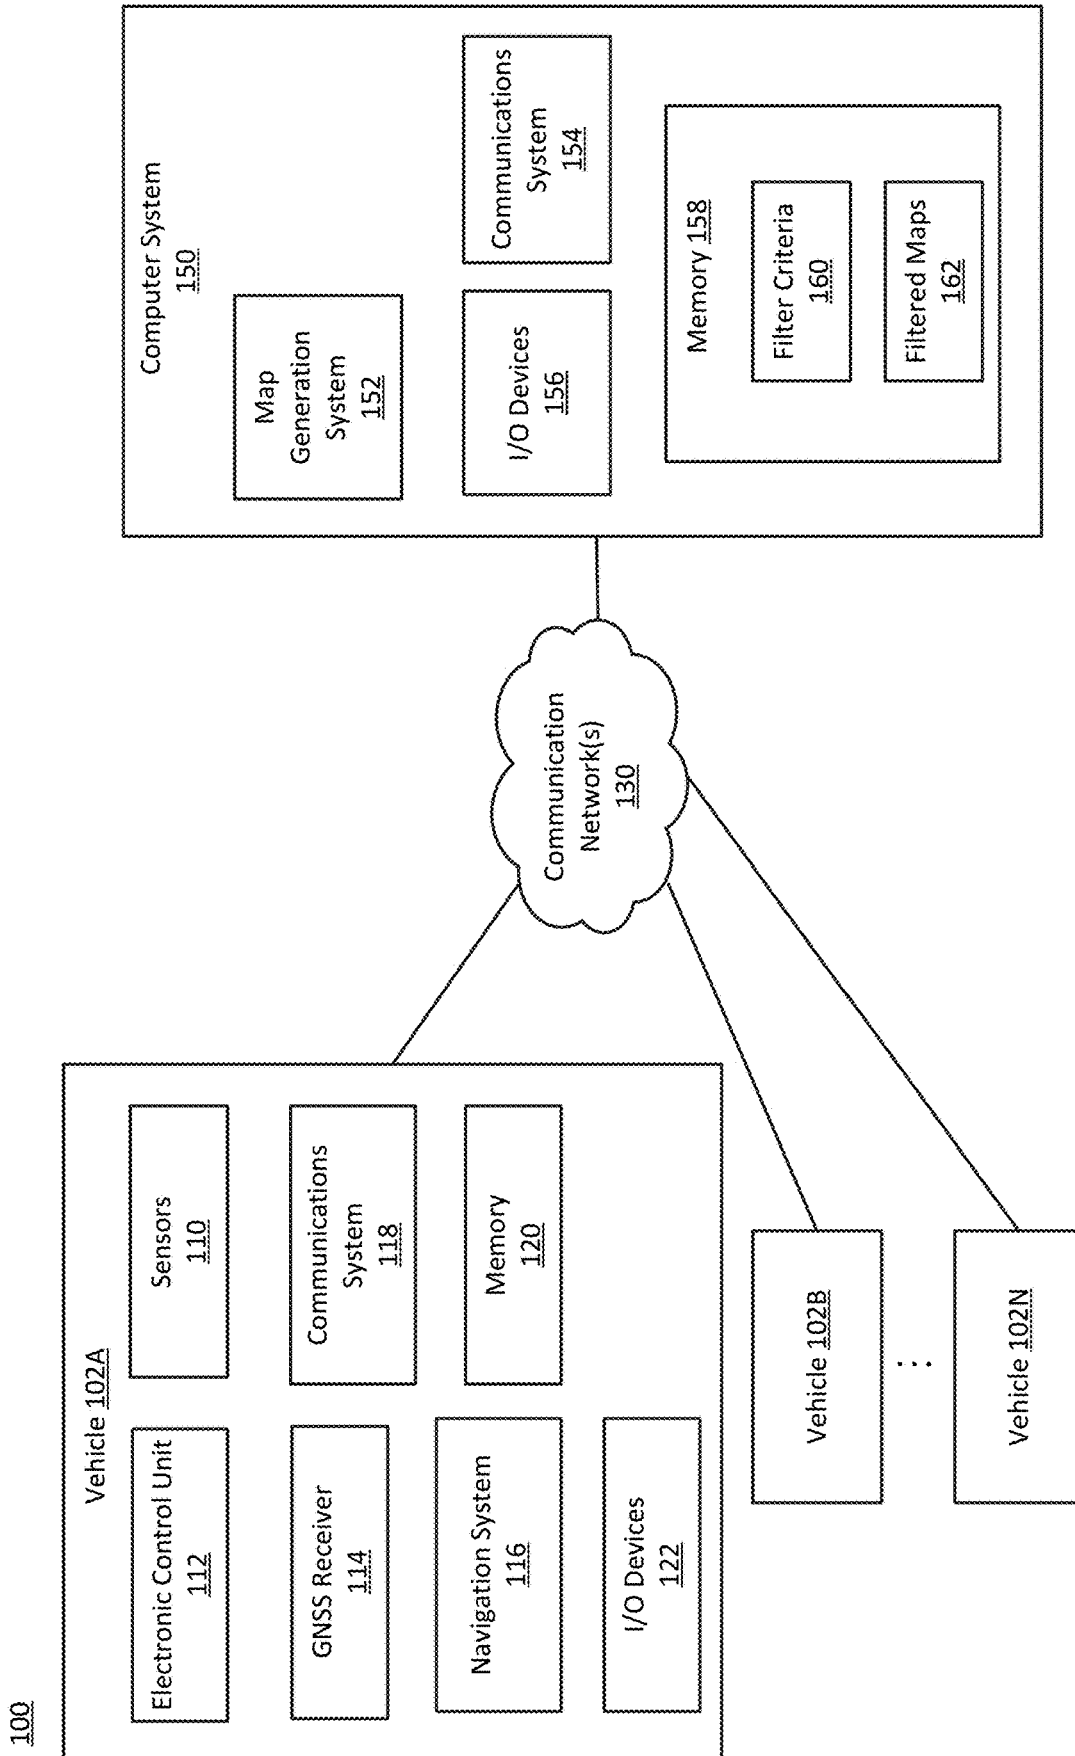 100
Vehicle 102A
Electronic Control Unit
112
Sensors
110
GNSS Receiver
114
Communications
System
118
Navigation System
116
Memory
120
I/O Devices
122
Vehicle 102B
⋮
Vehicle 102N
Communication
Network(s)
130
Computer System
150
Map
Generation
System
152
I/O Devices
156
Communications
System
154
Memory 158
Filter Criteria
160
Filtered Maps
162